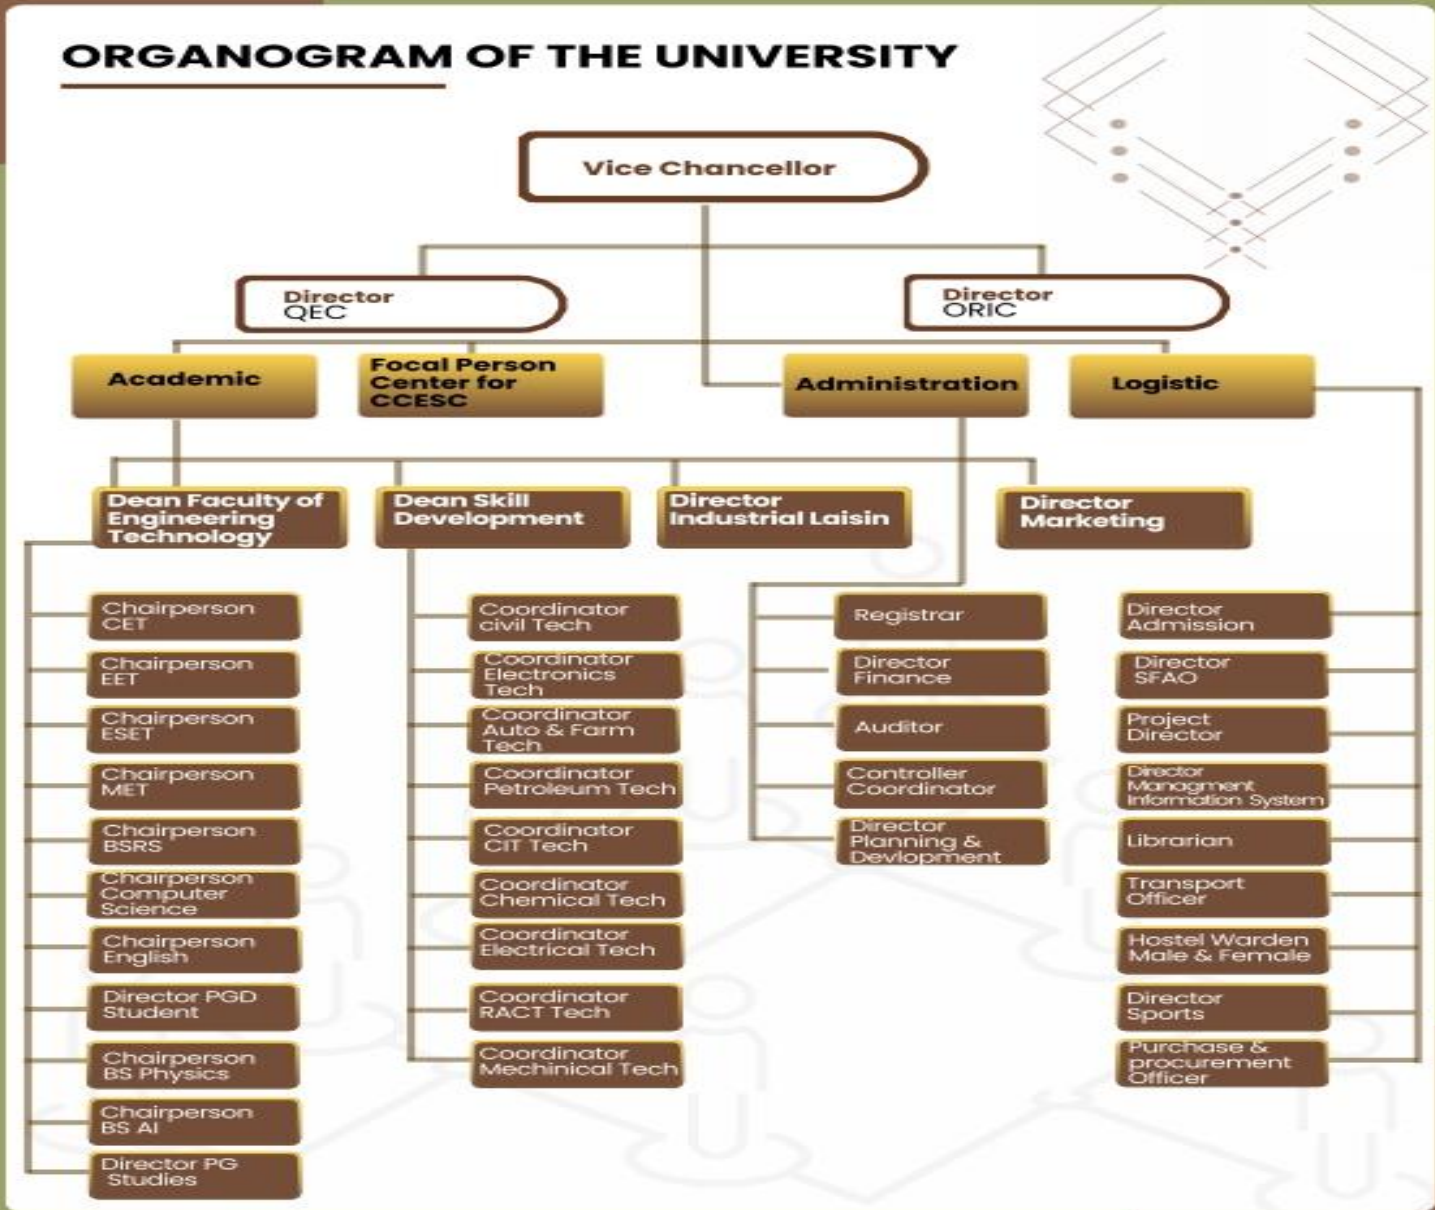 ORGANOGRAM OF THE UNIVERSITY
Vice Chancellor
Director
QEC
Director
ORIC
Academic
Focal Person
Center for
CCESC
Administration
Logistic
Dean Faculty of
Engineering
Technology
Dean Skill
Development
Director
Industrial Laisin
Director
Marketing
Chairperson
CET
Chairperson
EET
Chairperson
ESET
Chairperson
MET
Chairperson
BSRS
Chairperson
Computer
Science
Chairperson
English
Director PGD
Student
Chairperson
BS Physics
Chairperson
BS AI
Director PG
Studies
Coordinator
civil Tech
Coordinator
Electronics
Tech
Coordinator
Auto & Farm
Tech
Coordinator
Petroleum Tech
Coordinator
CIT Tech
Coordinator
Chemical Tech
Coordinator
Electrical Tech
Coordinator
RACT Tech
Coordinator
Mechinical Tech
Registrar
Director
Finance
Auditor
Controller
Coordinator
Director
Planning &
Devlopment
Director
Admission
Director
SFAO
Project
Director
Director
Managment
Information System
Librarian
Transport
Officer
Hostel Warden
Male & Female
Director
Sports
Purchase &
procurement
Officer